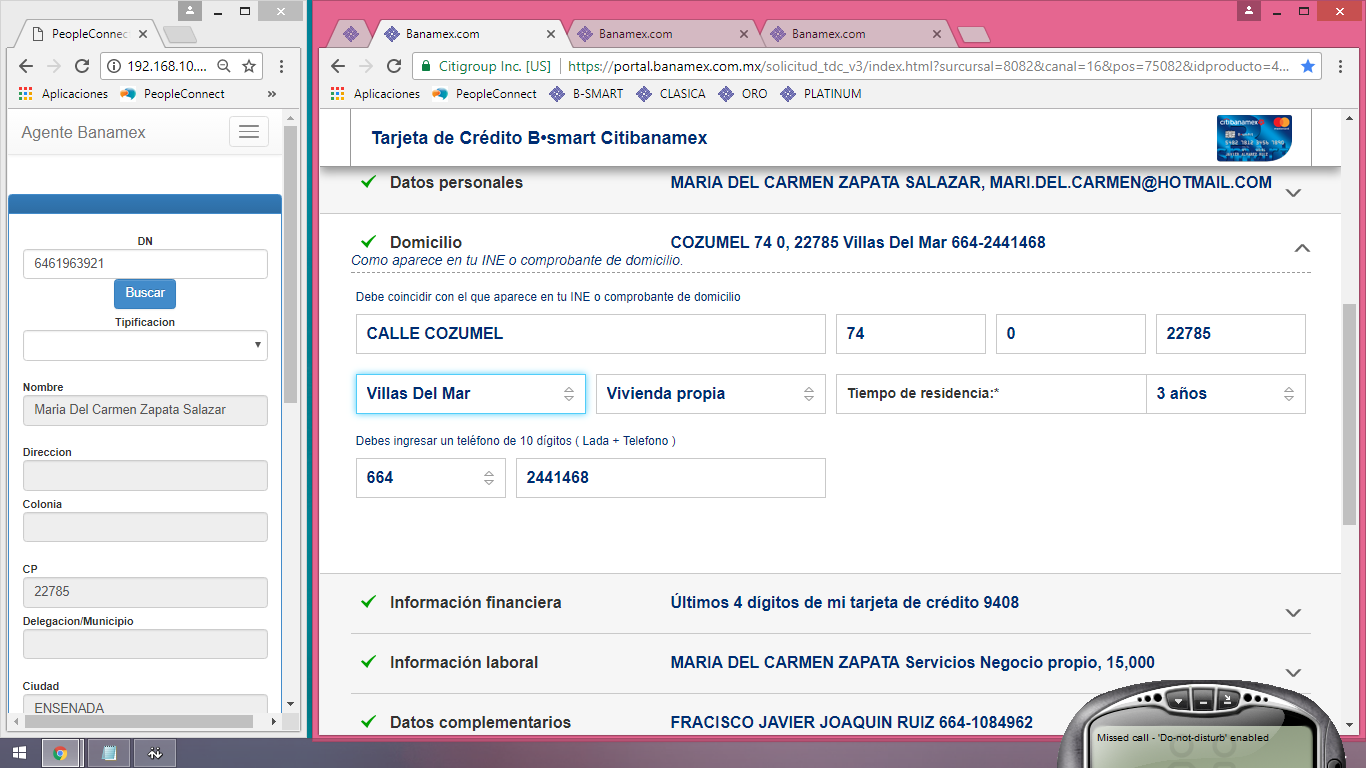 PeopleConnec
192.168.10....
Aplicaciones
PeopleConnect
»
Agente Banamex
DN
6461963921
Buscar
Tipificacion
Nombre
Maria Del Carmen Zapata Salazar
Direccion
Colonia
CP
22785
Delegacion/Municipio
Ciudad
ENSENADA
Banamex.com
Banamex.com
Banamex.com
Citigroup Inc. [US]
https://portal.banamex.com.mx/solicitud_tdc_v3/index.html?surcursal=8082&canal=16&pos=75082&idproducto=4...
Aplicaciones
PeopleConnect
B-SMART
CLASICA
ORO
PLATINUM
Tarjeta de Crédito B•smart Citibanamex
citibanamex
Datos personales
MARIA DEL CARMEN ZAPATA SALAZAR, MARI.DEL.CARMEN@HOTMAIL.COM
Domicilio
COZUMEL 74 0, 22785 Villas Del Mar 664-2441468
Como aparece en tu INE o comprobante de domicilio.
Debe coincidir con el que aparece en tu INE o comprobante de domicilio
CALLE COZUMEL
74
0
22785
Villas Del Mar
Vivienda propia
Tiempo de residencia:*
3 años
Debes ingresar un teléfono de 10 dígitos ( Lada + Telefono )
664
2441468
Información financiera
Últimos 4 dígitos de mi tarjeta de crédito 9408
Información laboral
MARIA DEL CARMEN ZAPATA Servicios Negocio propio, 15,000
Datos complementarios
FRACISCO JAVIER JOAQUIN RUIZ 664-1084962
Missed call - 'Do-not-disturb' enabled